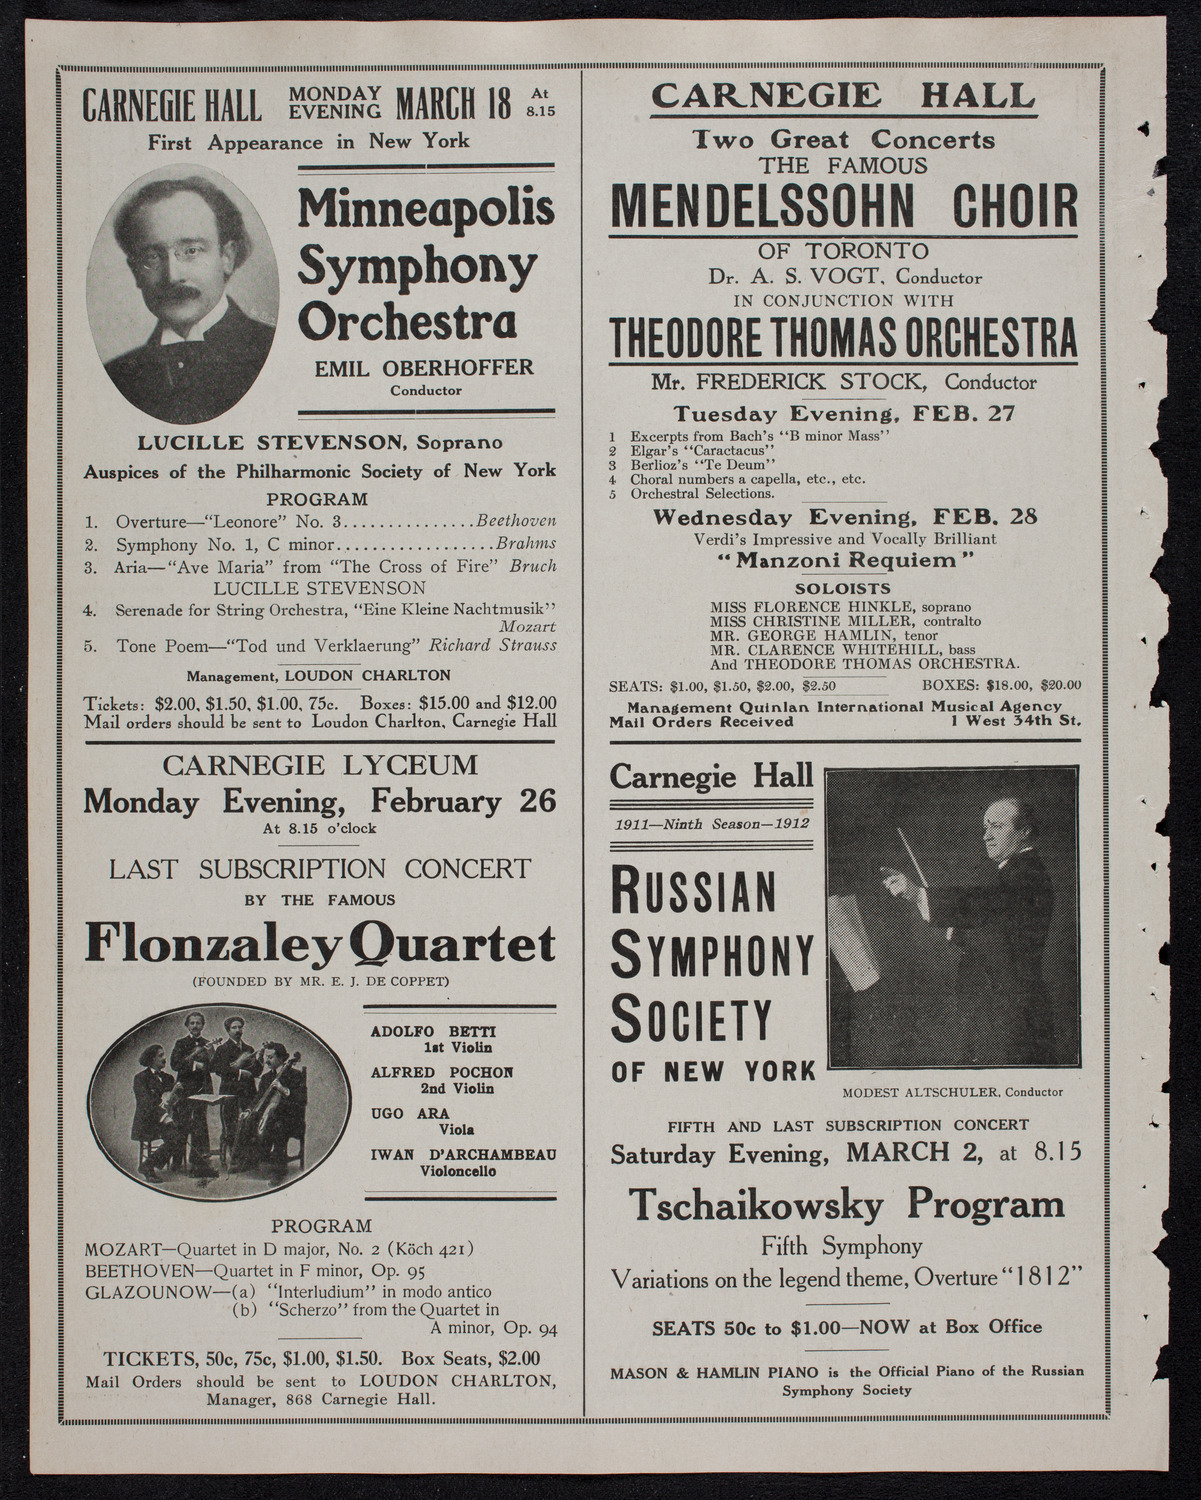 CARNEGIE HALL MONDAY EVENING MARCH 18 At 8.15
First Appearance in New York
Minneapolis
Symphony
Orchestra
EMIL OBERHOFFER
Conductor
LUCILLE STEVENSON, Soprano
Auspices of the Philharmonic Society of New York
PROGRAM
1. Overture—"Leonore" No. 3...............Beethoven
2. Symphony No. 1, C minor..................Brahms
3. Aria—"Ave Maria" from "The Cross of Fire" Bruch
LUCILLE STEVENSON
4. Serenade for String Orchestra, "Eine Kleine Nachtmusik"
Mozart
5. Tone Poem—"Tod und Verklaerung" Richard Strauss
Management, LOUDON CHARLTON
Tickets: $2.00, $1.50, $1.00, 75c. Boxes: $15.00 and $12.00
Mail orders should be sent to Loudon Charlton, Carnegie Hall
CARNEGIE LYCEUM
Monday Evening, February 26
At 8.15 o'clock
LAST SUBSCRIPTION CONCERT
BY THE FAMOUS
Flonzaley Quartet
(FOUNDED BY MR. E. J. DE COPPET)
ADOLFO BETTI
1st Violin
ALFRED POCHON
2nd Violin
UGO ARA
Viola
IWAN D'ARCHAMBEAU
Violoncello
PROGRAM
MOZART—Quartet in D major, No. 2 (Köch 421)
BEETHOVEN—Quartet in F minor, Op. 95
GLAZOUNOW—(a) "Interludium" in modo antico
(b) "Scherzo" from the Quartet in
A minor, Op. 94
TICKETS, 50c, 75c, $1.00, $1.50. Box Seats, $2.00
Mail Orders should be sent to LOUDON CHARLTON,
Manager, 868 Carnegie Hall.
CARNEGIE HALL
Two Great Concerts
THE FAMOUS
MENDELSSOHN CHOIR
OF TORONTO
Dr. A. S. VOGT, Conductor
IN CONJUNCTION WITH
THEODORE THOMAS ORCHESTRA
Mr. FREDERICK STOCK, Conductor
Tuesday Evening, FEB. 27
1 Excerpts from Bach's "B minor Mass"
2 Elgar's "Caractacus"
3 Berlioz's "Te Deum"
4 Choral numbers a capella, etc., etc.
5 Orchestral Selections.
Wednesday Evening, FEB. 28
Verdi's Impressive and Vocally Brilliant
"Manzoni Requiem"
SOLOISTS
MISS FLORENCE HINKLE, soprano
MISS CHRISTINE MILLER, contralto
MR. GEORGE HAMLIN, tenor
MR. CLARENCE WHITEHILL, bass
And THEODORE THOMAS ORCHESTRA.
SEATS: $1.00, $1.50, $2.00, $2.50 BOXES: $18.00, $20.00
Management Quinlan International Musical Agency
Mail Orders Received 1 West 34th St.
Carnegie Hall
1911—Ninth Season—1912
RUSSIAN
SYMPHONY
SOCIETY
OF NEW YORK
MODEST ALTSCHULER, Conductor
FIFTH AND LAST SUBSCRIPTION CONCERT
Saturday Evening, MARCH 2, at 8.15
Tschaikowsky Program
Fifth Symphony
Variations on the legend theme, Overture "1812"
SEATS 50c to $1.00—NOW at Box Office
MASON & HAMLIN PIANO is the Official Piano of the Russian
Symphony Society